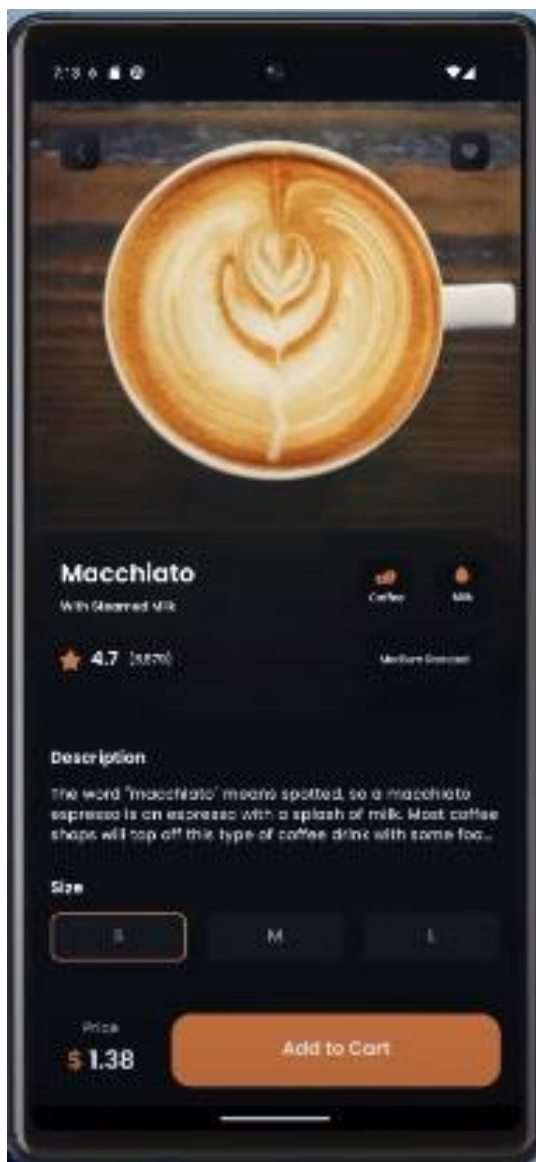 Macchiato
With Steamed Milk
Coffee
Milk
4.7
Medium Roasted
Description
The word "macchiato" means spotted, so a macchiato
espresso is an espresso with a splash of milk. Most coffee
shops will top off this type of coffee drink with some foa...
Size
S
M
L
Price
$ 1.38
Add to Cart